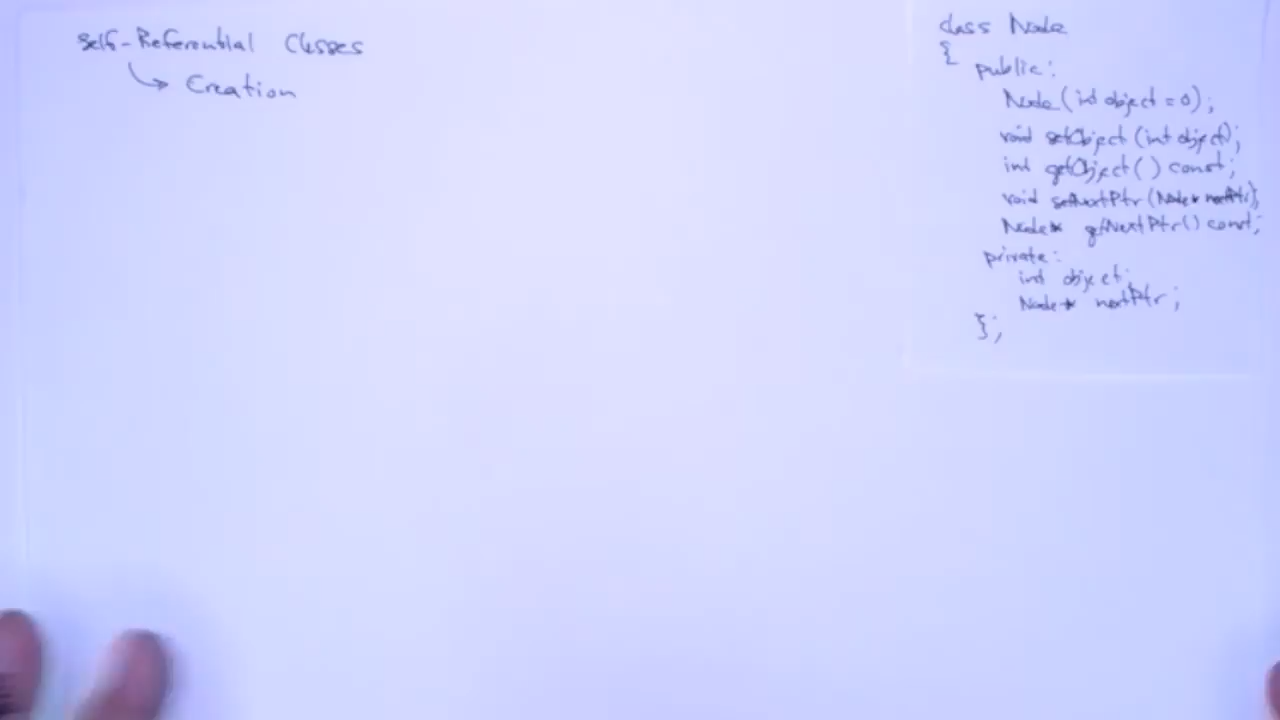 Self-Referential Classes
↳ Creation
class Node
{
public:
Node(int object = 0);
void setObject(int object);
int getObject() const;
void setNextPtr(Node* nextPtr);
Node* getNextPtr() const;
private:
int object;
Node* nextPtr;
};